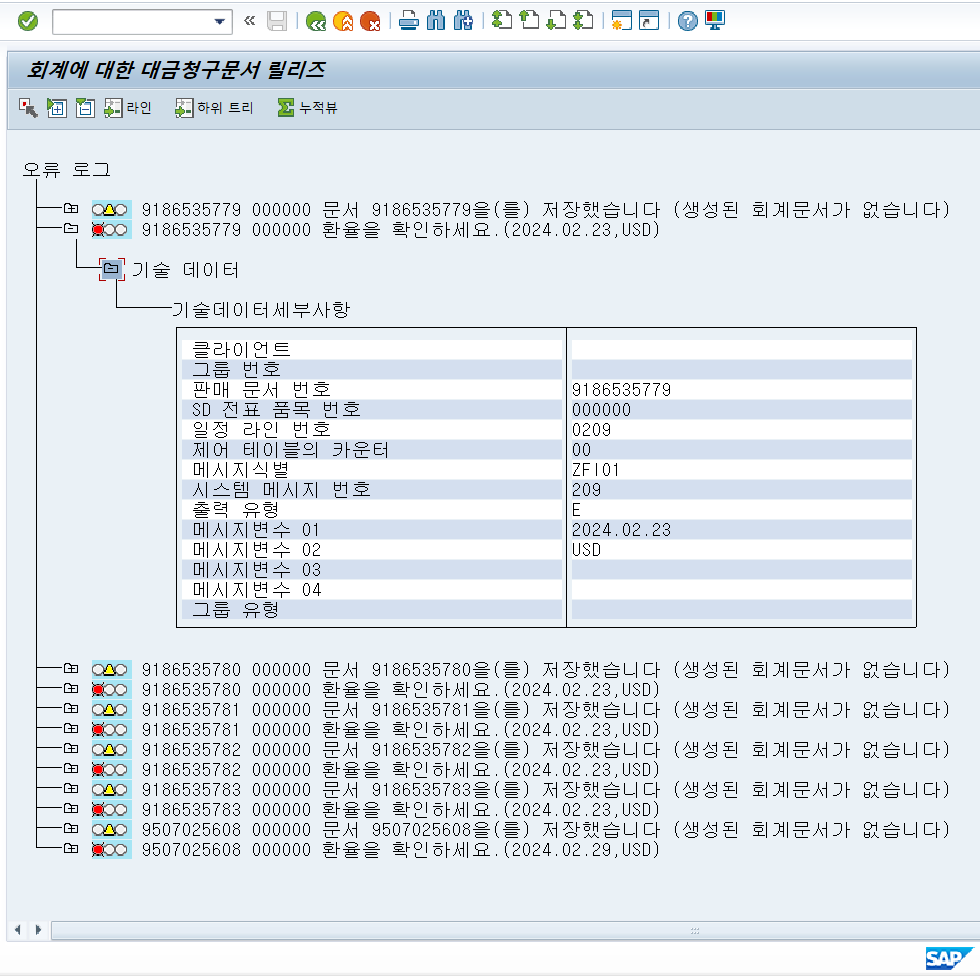 회계에 대한 대금청구문서 릴리즈
라인 하위 트리 누적뷰
오류 로그
9186535779 000000 문서 9186535779을(를) 저장했습니다 (생성된 회계문서가 없습니다)
9186535779 000000 환율을 확인하세요.(2024.02.23,USD)
기술 데이터
기술데이터세부사항
클라이언트
그룹 번호
판매 문서 번호 9186535779
SD 전표 품목 번호 000000
일정 라인 번호 0209
제어 테이블의 카운터 00
메시지식별 ZFI01
시스템 메시지 번호 209
출력 유형 E
메시지변수 01 2024.02.23
메시지변수 02 USD
메시지변수 03
메시지변수 04
그룹 유형
9186535780 000000 문서 9186535780을(를) 저장했습니다 (생성된 회계문서가 없습니다)
9186535780 000000 환율을 확인하세요.(2024.02.23,USD)
9186535781 000000 문서 9186535781을(를) 저장했습니다 (생성된 회계문서가 없습니다)
9186535781 000000 환율을 확인하세요.(2024.02.23,USD)
9186535782 000000 문서 9186535782을(를) 저장했습니다 (생성된 회계문서가 없습니다)
9186535782 000000 환율을 확인하세요.(2024.02.23,USD)
9186535783 000000 문서 9186535783을(를) 저장했습니다 (생성된 회계문서가 없습니다)
9186535783 000000 환율을 확인하세요.(2024.02.23,USD)
9507025608 000000 문서 9507025608을(를) 저장했습니다 (생성된 회계문서가 없습니다)
9507025608 000000 환율을 확인하세요.(2024.02.29,USD)
SAP